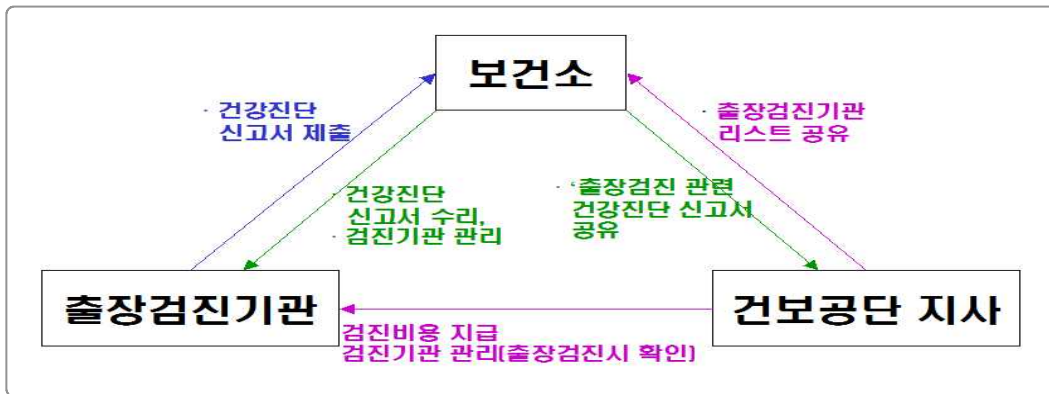 보건소
· 건강진단
신고서 제출
· 출장검진기관
리스트 공유
· 건강진단
신고서 수리,
· 검진기관 관리
· ‘출장검진 관련
건강진단 신고서
공유
출장검진기관
건보공단 지사
검진비용 지급
검진기관 관리(출장검진시 확인)